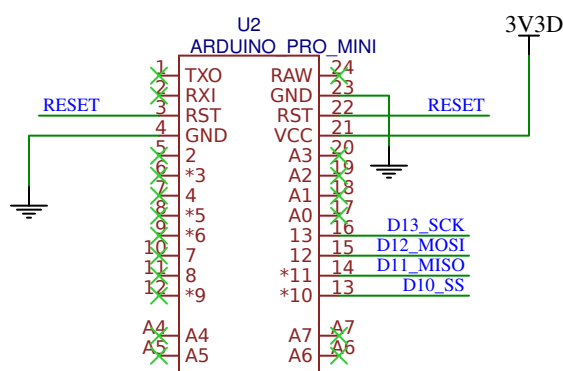 U2
ARDUINO_PRO_MINI
3V3D
1 TXO RAW 24
2 RXI GND 23
RESET 3 RST RST 22 RESET
4 GND VCC 21
5 2 A3 20
6 *3 A2 19
7 4 A1 18
8 *5 A0 17
9 *6 13 16 D13_SCK
10 7 12 15 D12_MOSI
11 8 *11 14 D11_MISO
12 *9 *10 13 D10_SS
A4 A4 A7 A7
A5 A5 A6 A6